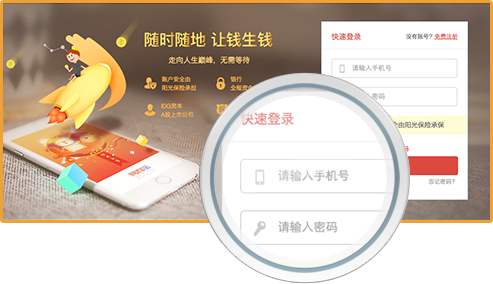 随时随地 让钱生钱
走向人生巅峰，无需等待
账户安全由
阳光保险承担
银行
全程资
IDG资本
A股上市公司
快速登录
没有账号？免费注册
请输入手机号
密码
全由阳光保险承保
忘记密码?
快速登录
请输入手机号
请输入密码